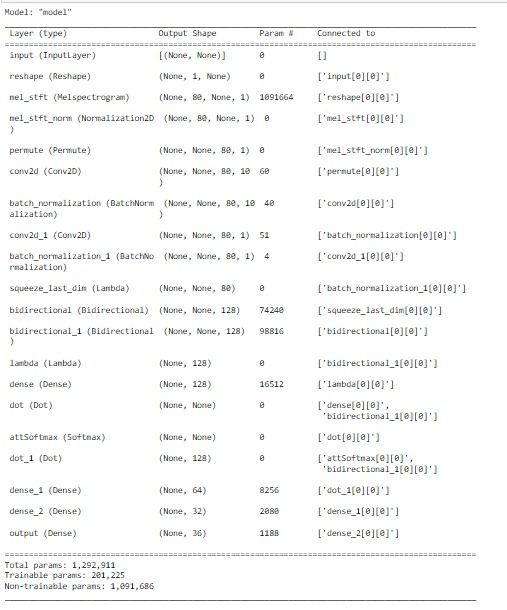 Model: "model"
Layer (type) Output Shape Param # Connected to
input (InputLayer) [(None, None)] 0 []
reshape (Reshape) (None, 1, None) 0 ['input[0][0]']
mel_stft (Melspectrogram) (None, 80, None, 1) 1091664 ['reshape[0][0]']
mel_stft_norm (Normalization2D (None, 80, None, 1) 0 ['mel_stft[0][0]']
)
permute (Permute) (None, None, 80, 1) 0 ['mel_stft_norm[0][0]']
conv2d (Conv2D) (None, None, 80, 10 60 ['permute[0][0]']
)
batch_normalization (BatchNorm (None, None, 80, 10 40 ['conv2d[0][0]']
alization) )
conv2d_1 (Conv2D) (None, None, 80, 1) 51 ['batch_normalization[0][0]']
batch_normalization_1 (BatchNo (None, None, 80, 1) 4 ['conv2d_1[0][0]']
rmalization)
squeeze_last_dim (Lambda) (None, None, 80) 0 ['batch_normalization_1[0][0]']
bidirectional (Bidirectional) (None, None, 128) 74240 ['squeeze_last_dim[0][0]']
bidirectional_1 (Bidirectional (None, None, 128) 98816 ['bidirectional[0][0]']
)
lambda (Lambda) (None, 128) 0 ['bidirectional_1[0][0]']
dense (Dense) (None, 128) 16512 ['lambda[0][0]']
dot (Dot) (None, None) 0 ['dense[0][0]',
'bidirectional_1[0][0]']
attSoftmax (Softmax) (None, None) 0 ['dot[0][0]']
dot_1 (Dot) (None, 128) 0 ['attSoftmax[0][0]',
'bidirectional_1[0][0]']
dense_1 (Dense) (None, 64) 8256 ['dot_1[0][0]']
dense_2 (Dense) (None, 32) 2080 ['dense_1[0][0]']
output (Dense) (None, 36) 1188 ['dense_2[0][0]']
Total params: 1,292,911
Trainable params: 201,225
Non-trainable params: 1,091,686